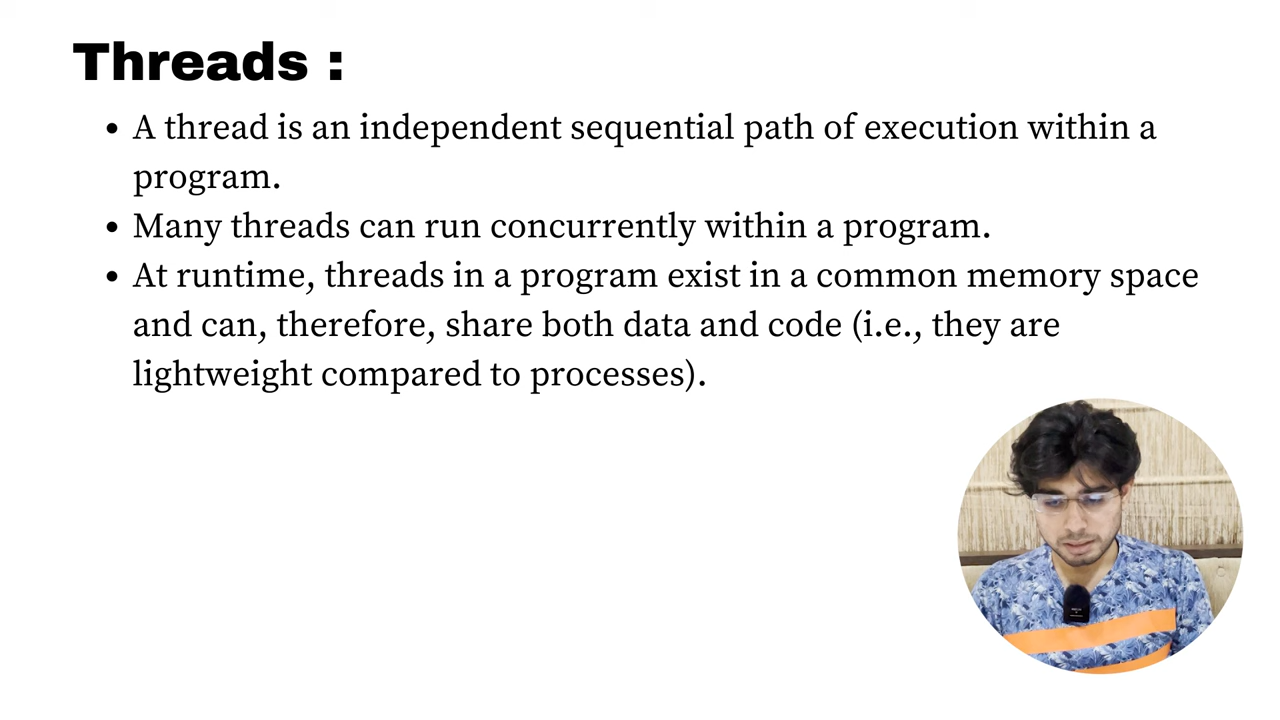 Threads :
• A thread is an independent sequential path of execution within a
program.
• Many threads can run concurrently within a program.
• At runtime, threads in a program exist in a common memory space
and can, therefore, share both data and code (i.e., they are
lightweight compared to processes).